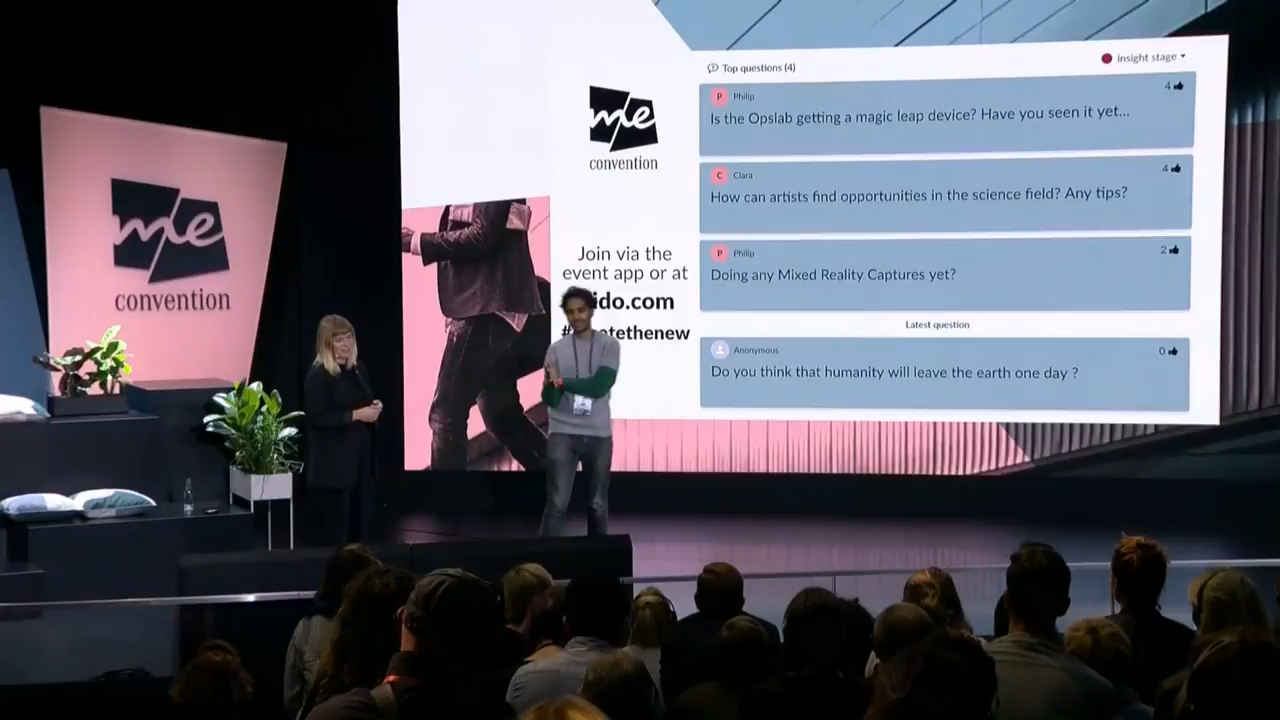 me
convention
me
convention
Join via the
event app or at
ido.com
#
tethenew
Top questions (4)
insight stage
P Philip
4
Is the Opslab getting a magic leap device? Have you seen it yet...
C Clara
4
How can artists find opportunities in the science field? Any tips?
P Philip
2
Doing any Mixed Reality Captures yet?
Latest question
Anonymous
0
Do you think that humanity will leave the earth one day ?